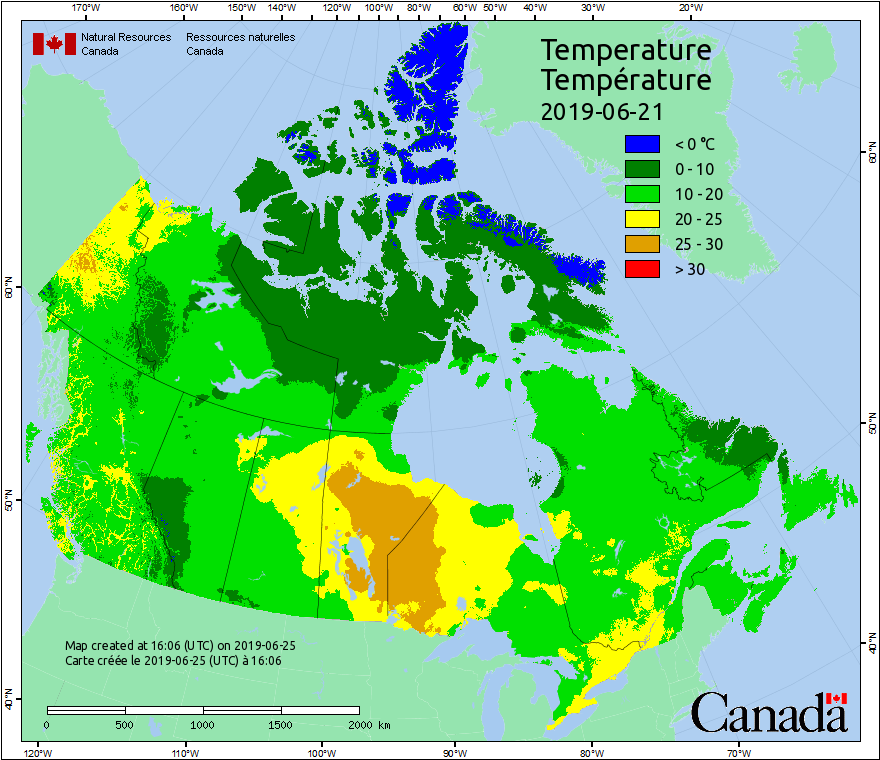 170°W 160°W 150°W 140°W 120°W 100°W 80°W 60°W 50°W 40°W 30°W 20°W
Natural Resources Ressources naturelles
Canada Canada
Temperature
Température
2019-06-21
< 0 °C
0 - 10
10 - 20
20 - 25
25 - 30
> 30
60°N
60°N
50°N
50°N
40°N
40°N
Map created at 16:06 (UTC) on 2019-06-25
Carte créée le 2019-06-25 (UTC) à 16:06
0 500 1000 1500 2000 km
Canada
120°W 110°W 100°W 90°W 80°W 70°W